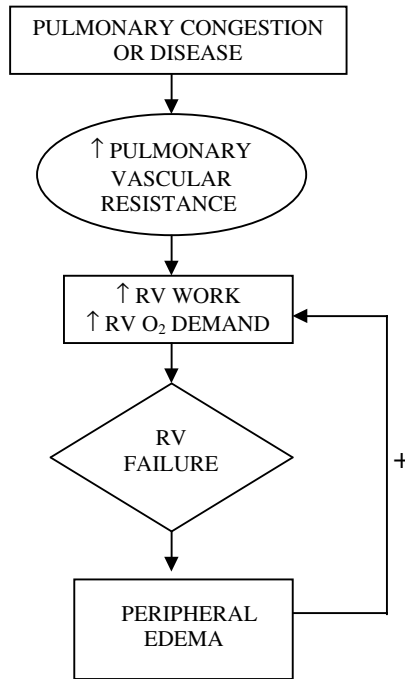 PULMONARY CONGESTION
OR DISEASE
↑ PULMONARY
VASCULAR
RESISTANCE
↑ RV WORK
↑ RV O₂ DEMAND
RV
FAILURE
+
PERIPHERAL
EDEMA